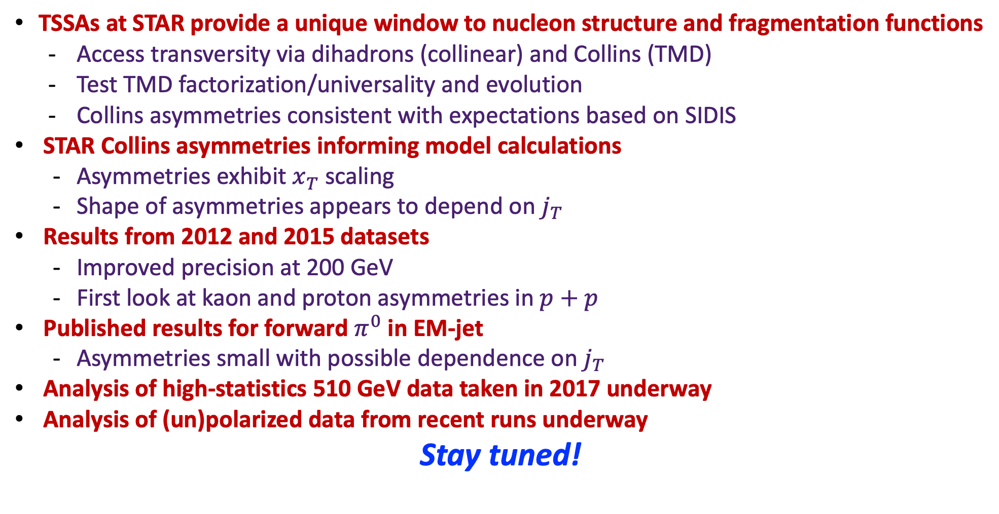 • TSSAs at STAR provide a unique window to nucleon structure and fragmentation functions
- Access transversity via dihadrons (collinear) and Collins (TMD)
- Test TMD factorization/universality and evolution
- Collins asymmetries consistent with expectations based on SIDIS
• STAR Collins asymmetries informing model calculations
- Asymmetries exhibit $x_T$ scaling
- Shape of asymmetries appears to depend on $j_T$
• Results from 2012 and 2015 datasets
- Improved precision at 200 GeV
- First look at kaon and proton asymmetries in $p + p$
• Published results for forward $\pi^0$ in EM-jet
- Asymmetries small with possible dependence on $j_T$
• Analysis of high-statistics 510 GeV data taken in 2017 underway
• Analysis of (un)polarized data from recent runs underway
Stay tuned!